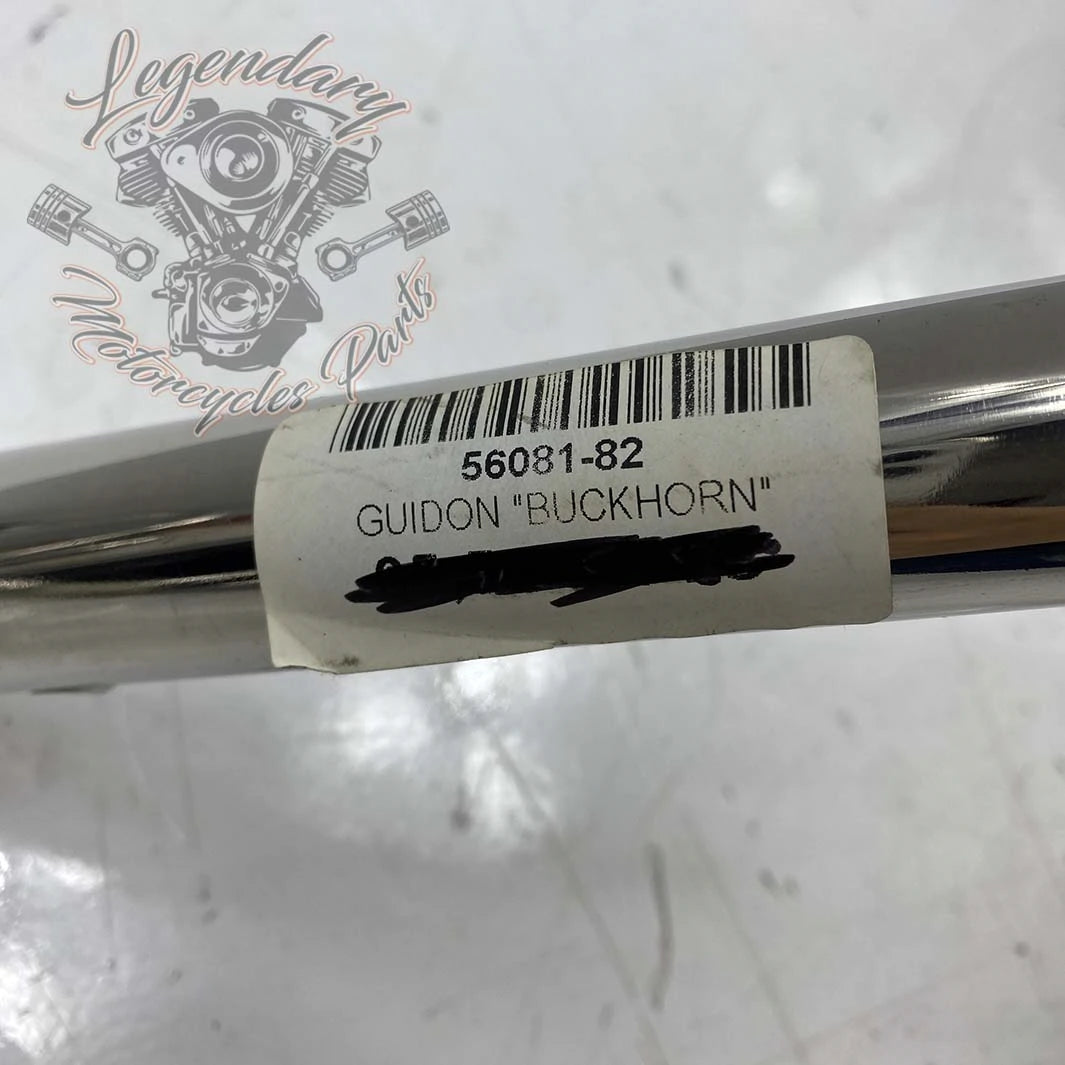 Legendary
Motorcycles Parts
56081-82
GUIDON "BUCKHORN"